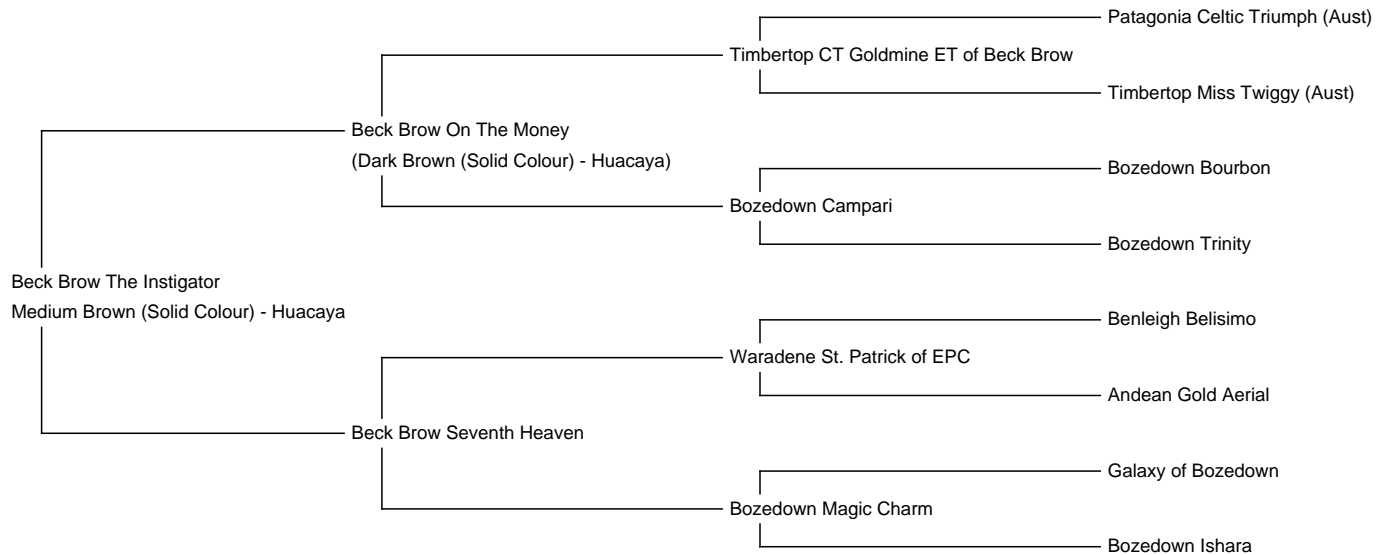 Patagonia Celtic Triumph (Aust)
Timbertop CT Goldmine ET of Beck Brow
Timbertop Miss Twiggy (Aust)
Beck Brow On The Money
(Dark Brown (Solid Colour) - Huacaya)
Bozedown Bourbon
Bozedown Campari
Bozedown Trinity
Beck Brow The Instigator
Medium Brown (Solid Colour) - Huacaya
Benleigh Belisimo
Waradene St. Patrick of EPC
Andean Gold Aerial
Beck Brow Seventh Heaven
Galaxy of Bozedown
Bozedown Magic Charm
Bozedown Ishara